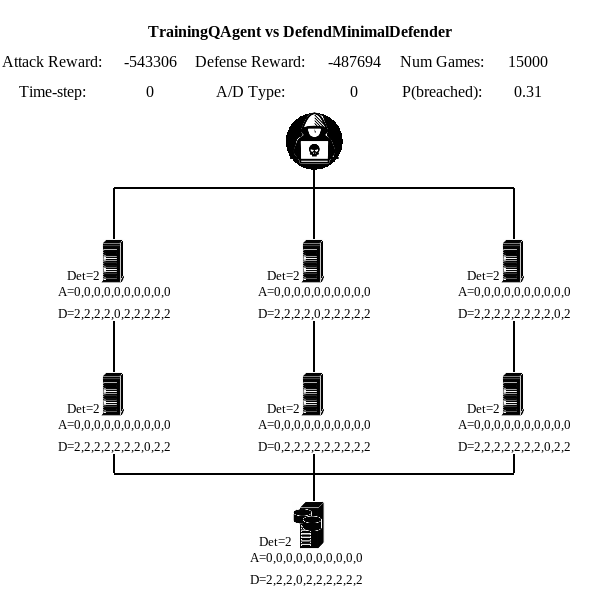 TrainingQAgent vs DefendMinimalDefender
Attack Reward: -543306 Defense Reward: -487694 Num Games: 15000
Time-step: 0 A/D Type: 0 P(breached): 0.31
Det=2 Det=2 Det=2
A=0,0,0,0,0,0,0,0,0,0 A=0,0,0,0,0,0,0,0,0,0 A=0,0,0,0,0,0,0,0,0,0
D=2,2,2,2,0,2,2,2,2,2 D=2,2,2,2,0,2,2,2,2,2 D=2,2,2,2,2,2,2,2,0,2
Det=2 Det=2 Det=2
A=0,0,0,0,0,0,0,0,0,0 A=0,0,0,0,0,0,0,0,0,0 A=0,0,0,0,0,0,0,0,0,0
D=2,2,2,2,2,2,2,0,2,2 D=0,2,2,2,2,2,2,2,2,2 D=2,2,2,2,2,2,2,0,2,2
Det=2
A=0,0,0,0,0,0,0,0,0,0
D=2,2,2,0,2,2,2,2,2,2